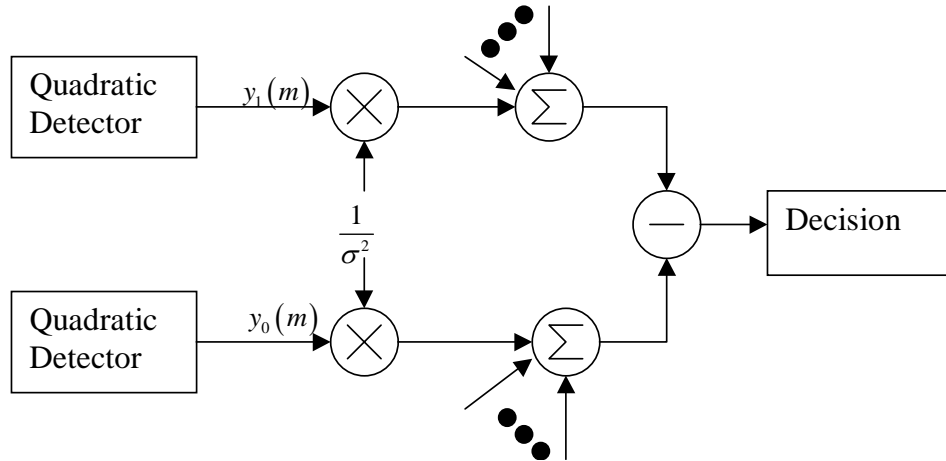 Quadratic
Detector
y₁(m)
1
σ²
Σ
−
Decision
Quadratic
Detector
y₀(m)
Σ